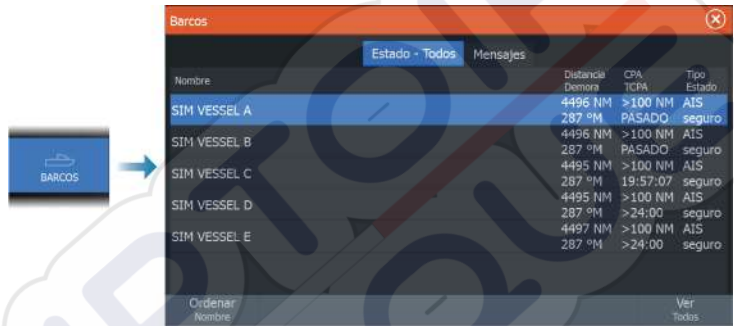 Barcos
Estado - Todos Mensajes
Nombre Distancia CPA Tipo
Demora TCPA Estado
SIM VESSEL A 4496 NM >100 NM AIS
287 °M PASADO seguro
SIM VESSEL B 4496 NM >100 NM AIS
287 °M PASADO seguro
SIM VESSEL C 4495 NM >100 NM AIS
287 °M 19:57:07 seguro
SIM VESSEL D 4495 NM >100 NM AIS
287 °M >24:00 seguro
SIM VESSEL E 4497 NM >100 NM AIS
287 °M >24:00 seguro
BARCOS
Ordenar Ver
Nombre Todos